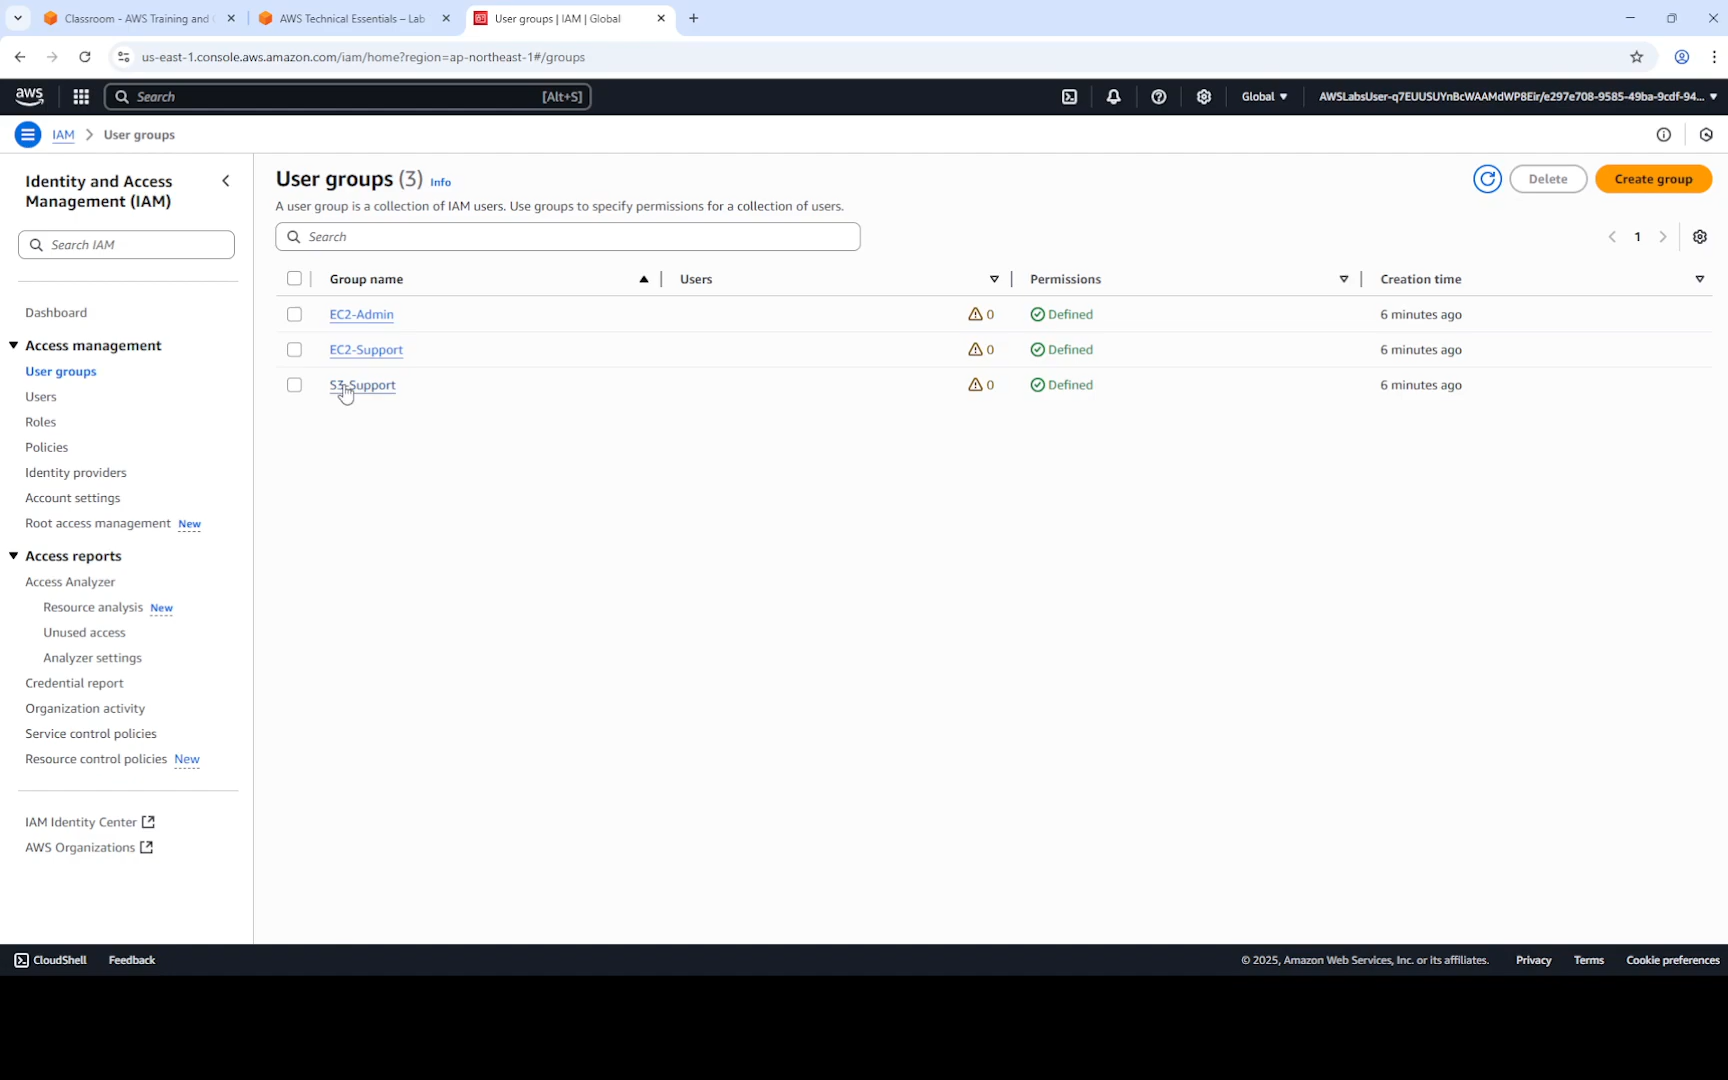 Classroom - AWS Training and
AWS Technical Essentials – Lab
User groups | IAM | Global
us-east-1.console.aws.amazon.com/iam/home?region=ap-northeast-1#/groups
aws
Search
[Alt+S]
Global
AWSLabsUser-q7EUUSUYnBcWAAMdWP8Eir/e297e708-9585-49ba-9cdf-94...
IAM
User groups
Identity and Access
Management (IAM)
Search IAM
Dashboard
Access management
User groups
Users
Roles
Policies
Identity providers
Account settings
Root access management New
Access reports
Access Analyzer
Resource analysis New
Unused access
Analyzer settings
Credential report
Organization activity
Service control policies
Resource control policies New
IAM Identity Center
AWS Organizations
User groups (3) Info
Delete
Create group
A user group is a collection of IAM users. Use groups to specify permissions for a collection of users.
Search
1
Group name Users Permissions Creation time
EC2-Admin 0 Defined 6 minutes ago
EC2-Support 0 Defined 6 minutes ago
S3-Support 0 Defined 6 minutes ago
CloudShell Feedback
© 2025, Amazon Web Services, Inc. or its affiliates. Privacy Terms Cookie preferences